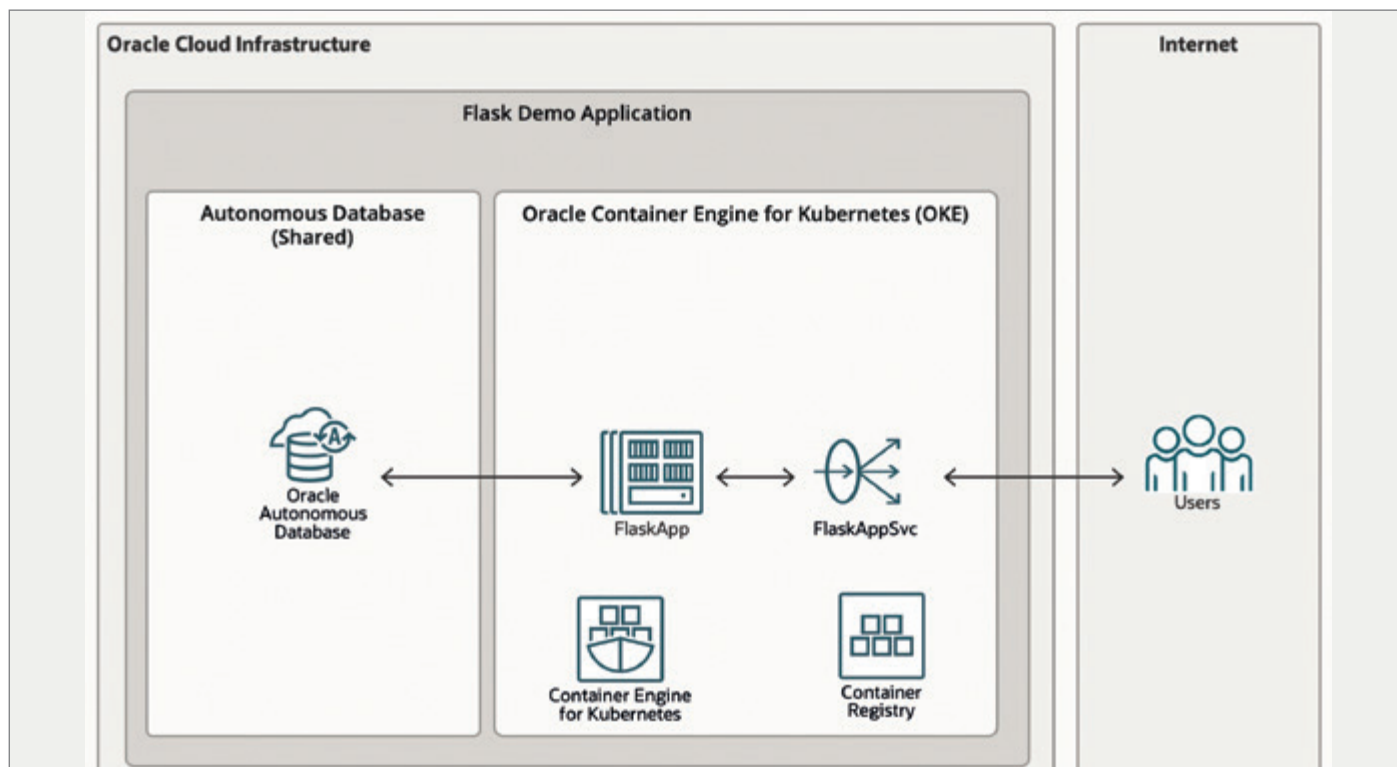 Oracle Cloud Infrastructure
Internet
Flask Demo Application
Autonomous Database
(Shared)
Oracle Container Engine for Kubernetes (OKE)
Oracle
Autonomous
Database
FlaskApp
FlaskAppSvc
Users
Container Engine
for Kubernetes
Container
Registry